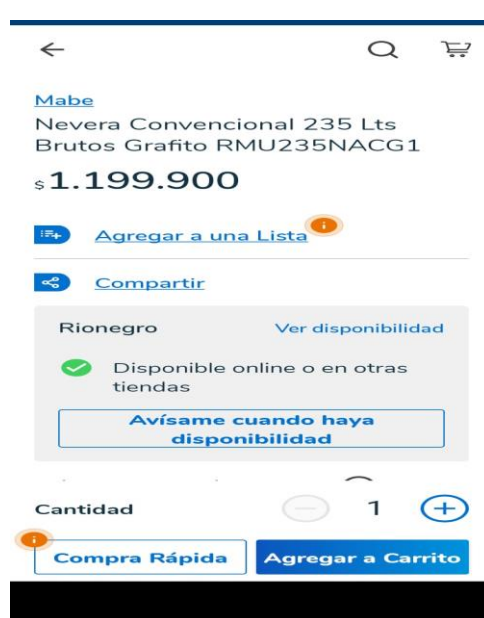 Mabe
Nevera Convencional 235 Lts
Brutos Grafito RMU235NACG1
$1.199.900
Agregar a una Lista
Compartir
Rionegro
Ver disponibilidad
Disponible online o en otras
tiendas
Avísame cuando haya
disponibilidad
Cantidad
1
Compra Rápida
Agregar a Carrito